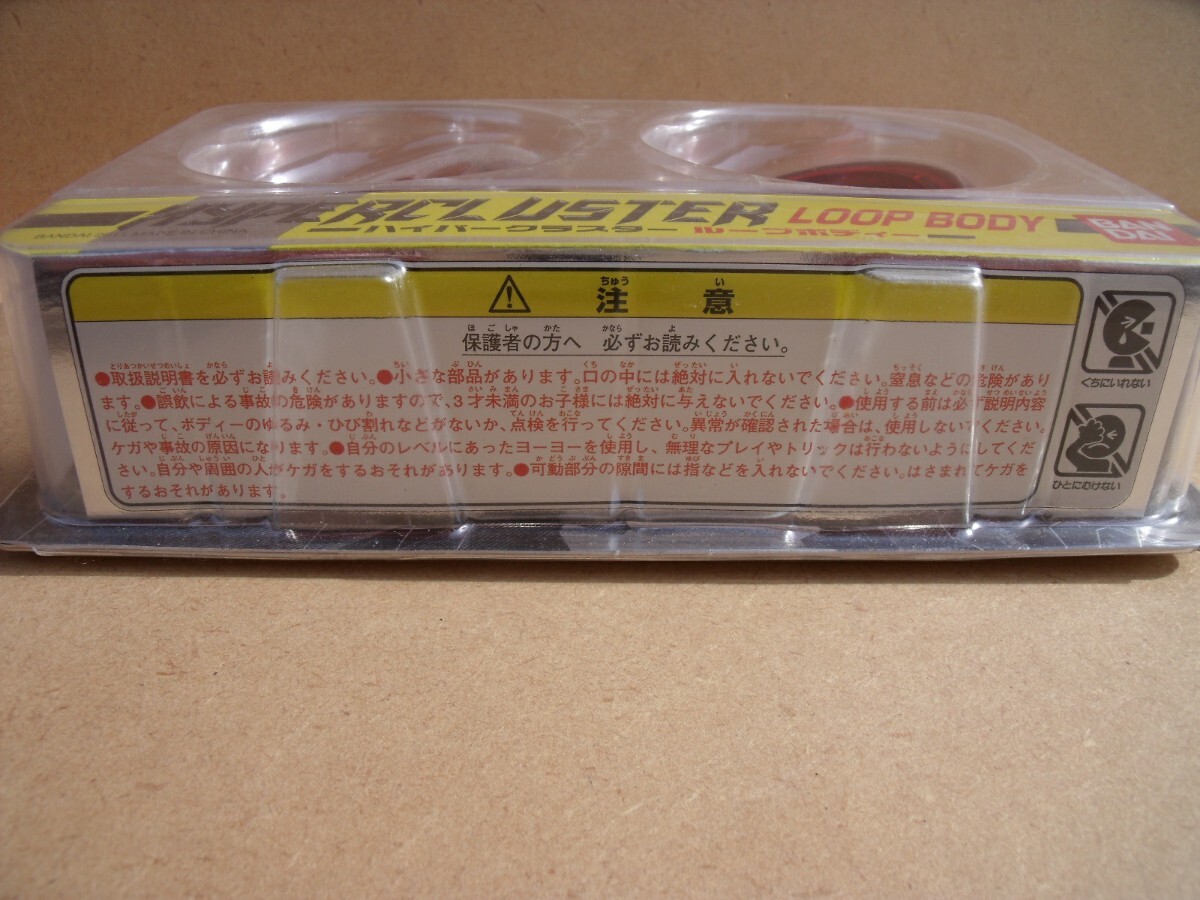 HYPERCLUSTER LOOP BODY
BAN
DAI
ハイパークラスター ループボディー
MADE IN CHINA
注意
保護者の方へ 必ずお読みください。
●取扱説明書を必ずお読みください。●小さな部品があります。口の中には絶対に入れないでください。窒息などの危険があり
ます。●誤飲による事故の危険がありますので、3才未満のお子様には絶対に与えないでください。●使用する前は必ず説明内容
に従って、ボディーのゆるみ・ひび割れなどがないか、点検を行ってください。異常が確認された場合は、使用しないでください。
ケガや事故の原因になります。●自分のレベルにあったヨーヨーを使用し、無理なプレイやトリックは行わないようにしてくだ
さい。自分や周囲の人がケガをするおそれがあります。●可動部分の隙間には指などを入れないでください。はさまれてケガを
するおそれがあります。
くちにいれない
ひとにむけない